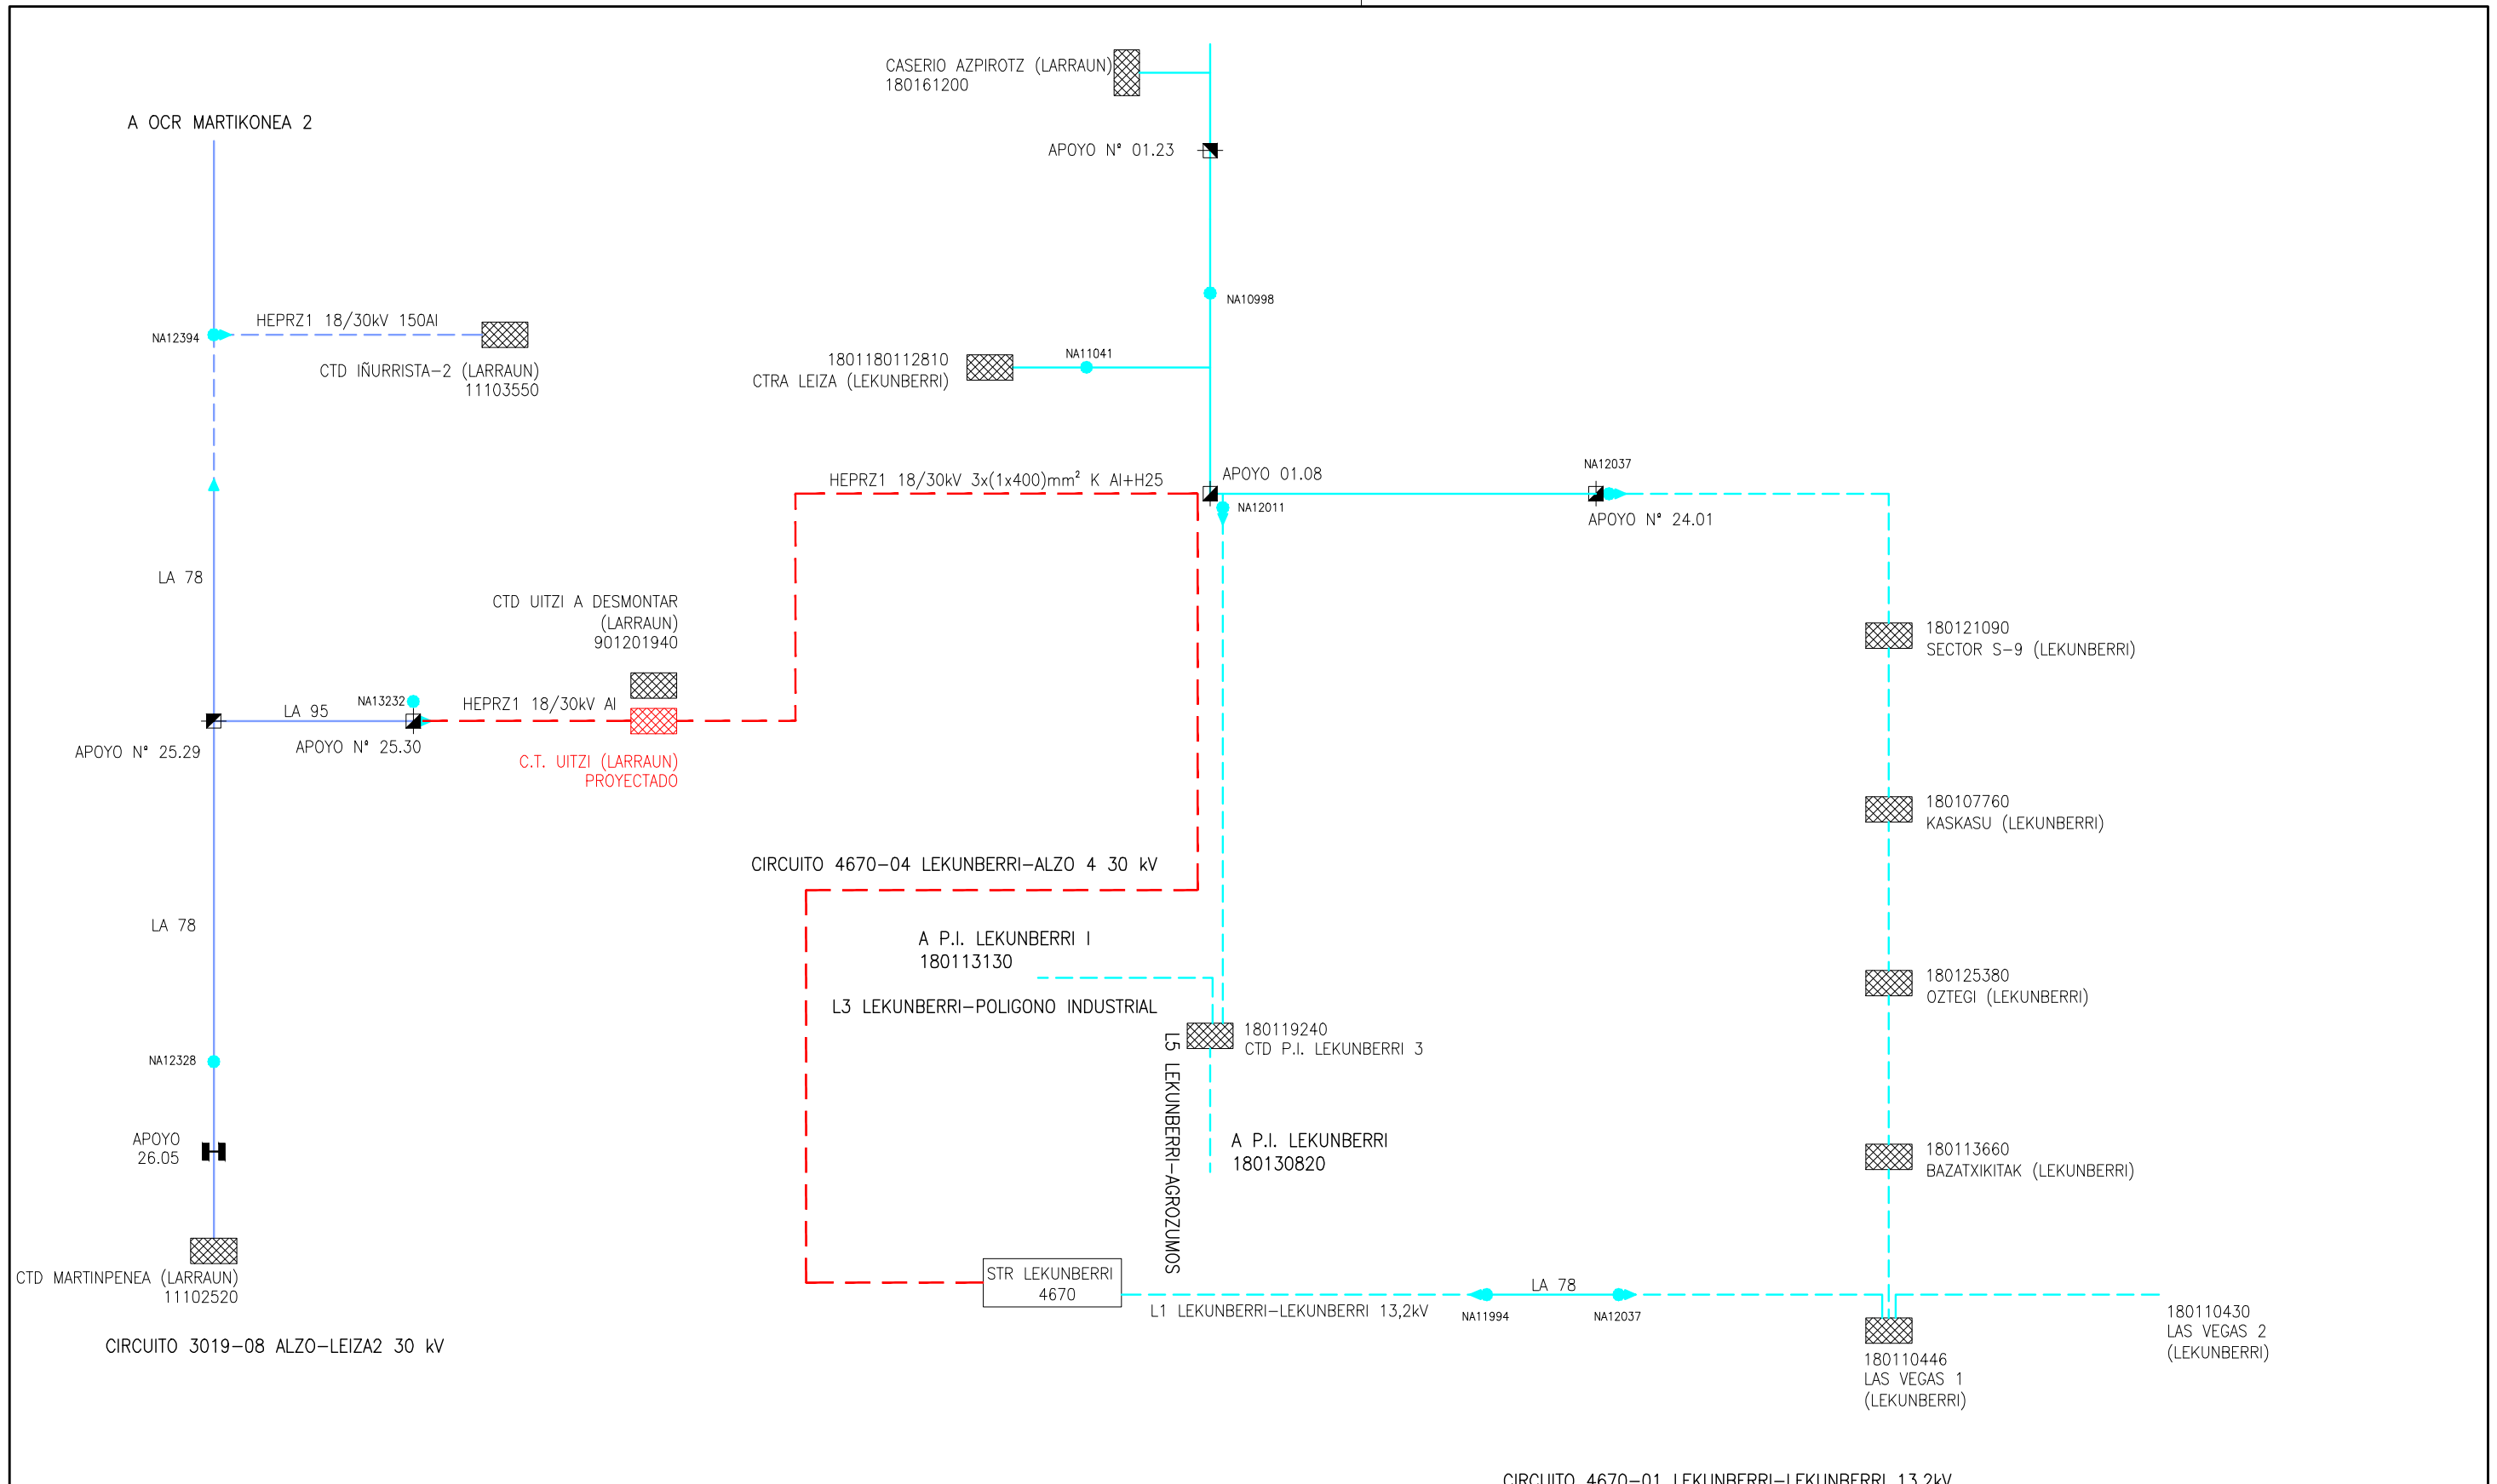 CASERIO AZPIROTZ (LARRAUN)
180161200
A OCR MARTIKONEA 2
APOYO Nº 01.23
NA10998
HEPRZ1 18/30kV 150Al
NA12394
CTD IÑURRISTA-2 (LARRAUN)
11103550
1801180112810
CTRA LEIZA (LEKUNBERRI)
NA11041
HEPRZ1 18/30kV 3x(1x400)mm² K Al+H25
APOYO 01.08
NA12011
NA12037
APOYO Nº 24.01
LA 78
CTD UITZI A DESMONTAR
(LARRAUN)
901201940
180121090
SECTOR S-9 (LEKUNBERRI)
LA 95
NA13232
HEPRZ1 18/30kV Al
APOYO Nº 25.29
APOYO Nº 25.30
C.T. UITZI (LARRAUN)
PROYECTADO
180107760
KASKASU (LEKUNBERRI)
CIRCUITO 4670-04 LEKUNBERRI-ALZO 4 30 kV
LA 78
A P.I. LEKUNBERRI I
180113130
L3 LEKUNBERRI-POLIGONO INDUSTRIAL
180125380
OZTEGI (LEKUNBERRI)
180119240
CTD P.I. LEKUNBERRI 3
L5 LEKUNBERRI-AGROZUMOS
NA12328
APOYO
26.05
A P.I. LEKUNBERRI
180130820
180113660
BAZATXIKITAK (LEKUNBERRI)
CTD MARTINPENEA (LARRAUN)
11102520
STR LEKUNBERRI
4670
L1 LEKUNBERRI-LEKUNBERRI 13,2kV
NA11994
LA 78
NA12037
180110430
LAS VEGAS 2
(LEKUNBERRI)
CIRCUITO 3019-08 ALZO-LEIZA2 30 kV
180110446
LAS VEGAS 1
(LEKUNBERRI)
CIRCUITO 4670-01 LEKUNBERRI-LEKUNBERRI 13,2kV